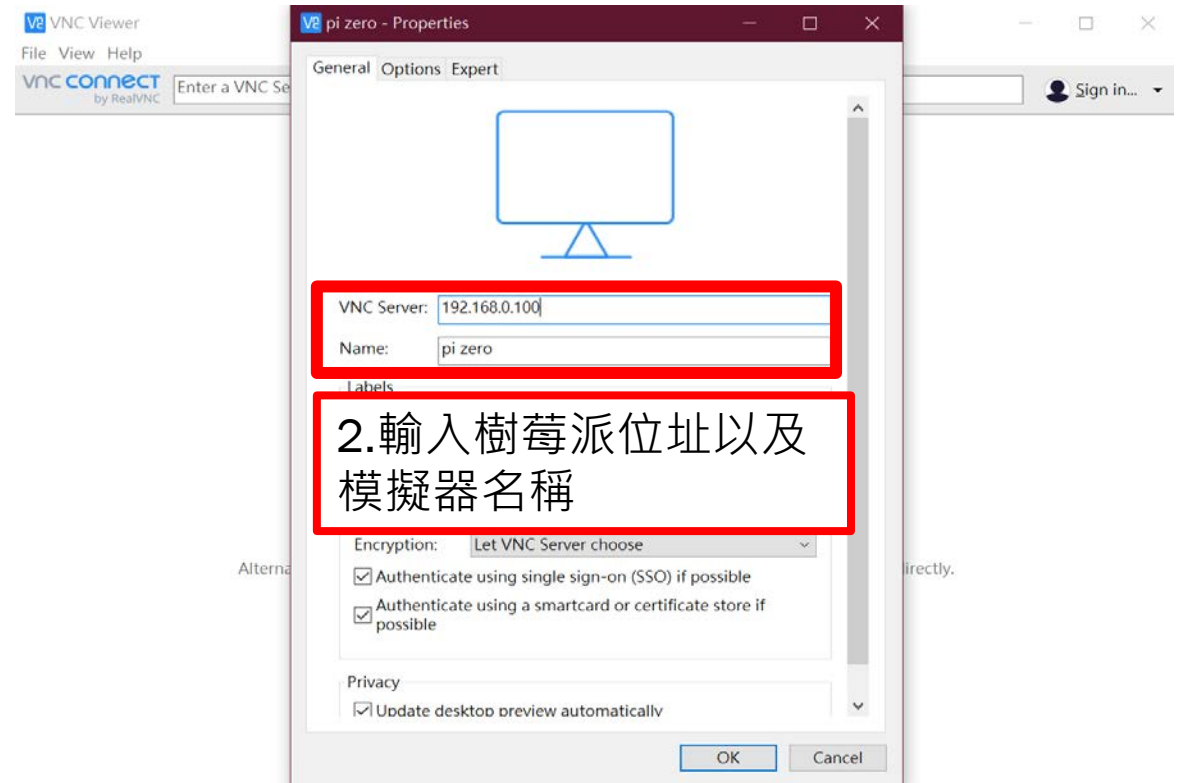 VNC Viewer
File View Help
vnc connect
by RealVNC
Enter a VNC Se
Sign in...
pi zero - Properties
General Options Expert
VNC Server: 192.168.0.100
Name: pi zero
Labels
2.輸入樹莓派位址以及
模擬器名稱
Encryption: Let VNC Server choose
Authenticate using single sign-on (SSO) if possible
Authenticate using a smartcard or certificate store if
possible
Alterna
irectly.
Privacy
Update desktop preview automatically
OK Cancel